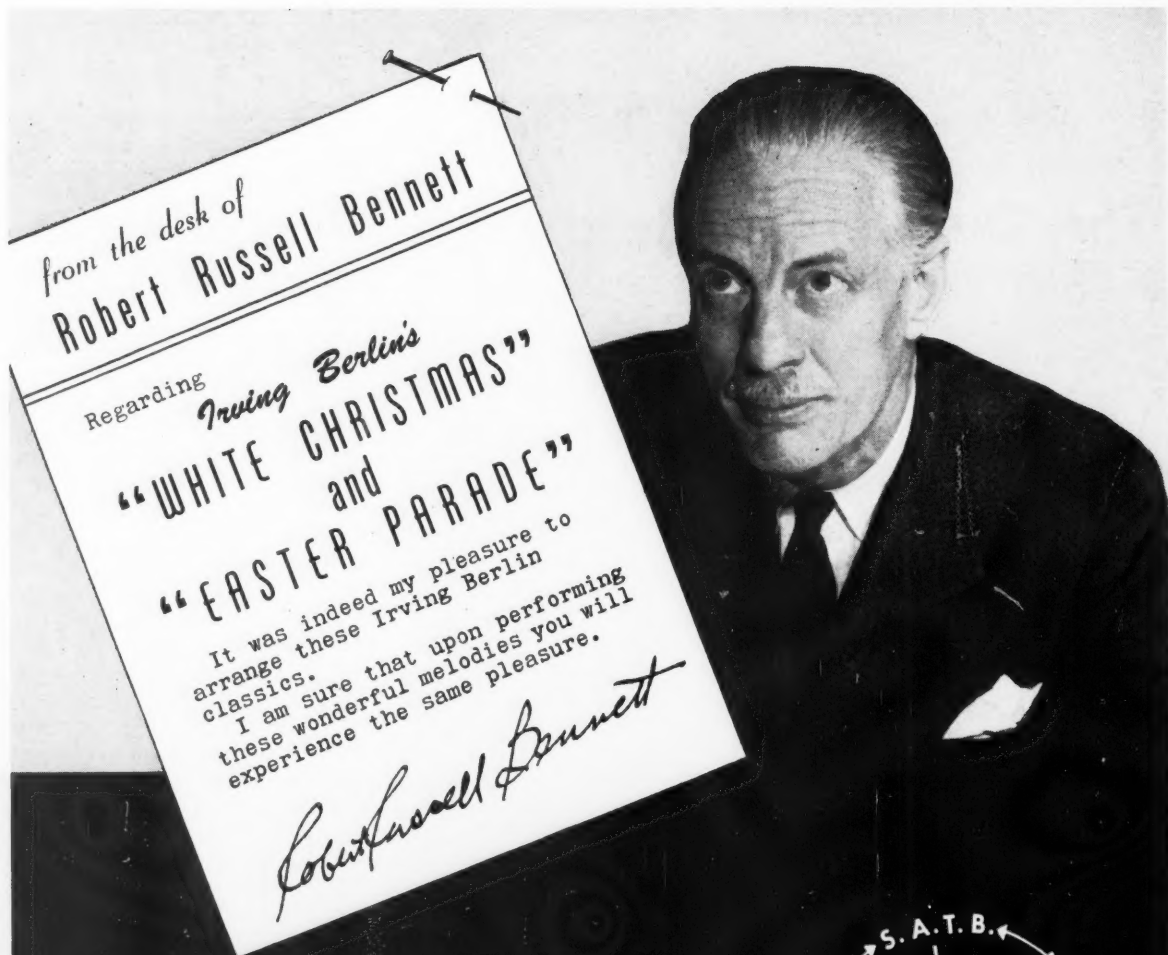 from the desk of
Robert Russell Bennett
Regarding
Irving Berlin's
“WHITE CHRISTMAS”
and
“EASTER PARADE”
It was indeed my pleasure to
arrange these Irving Berlin
classics.
I am sure that upon performing
these wonderful melodies you will
experience the same pleasure.
Robert Russell Bennett
S. A. T. B.